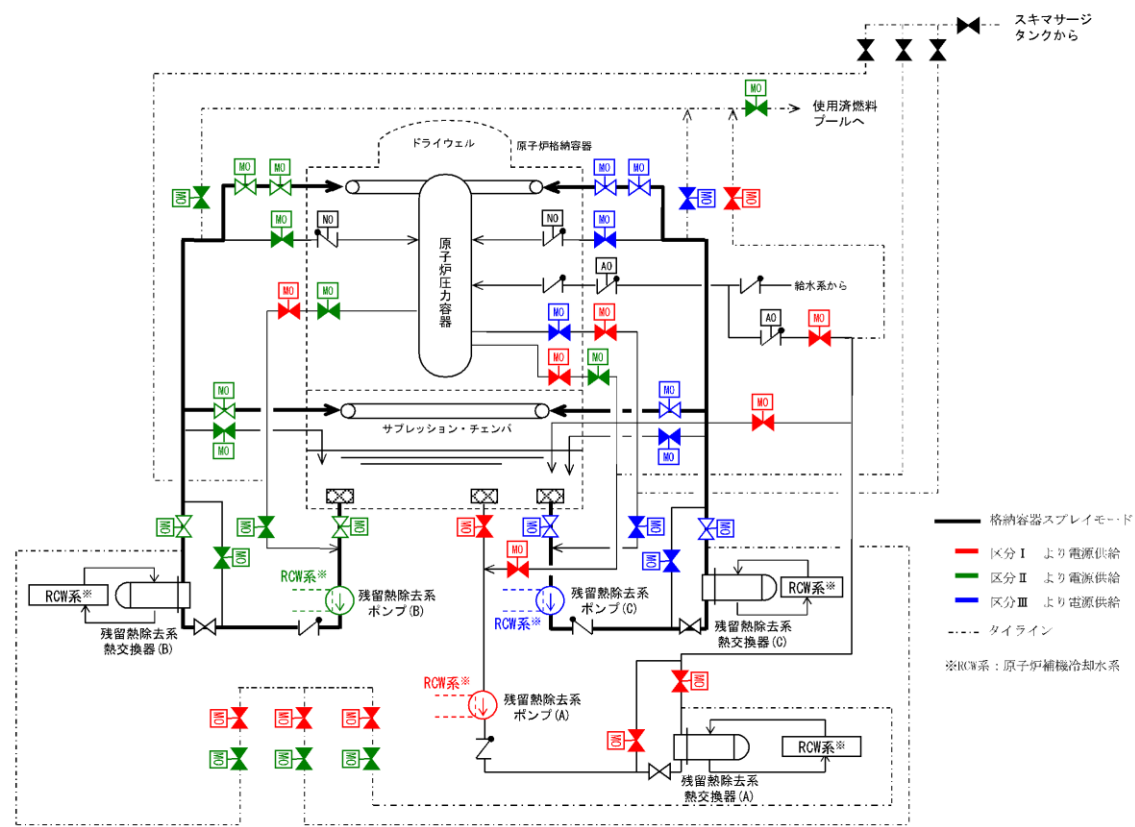 スキマサージ
タンクから
MO
使用済燃料
プールへ
ドライウェル
原子炉格納容器
MO
MO
MO
MO
MO
MO
MO
MO
MO
NO
NO
MO
原子炉圧力容器
AO
給水系から
MO
MO
MO
MO
AO
MO
MO
NO
MO
MO
MO
サプレッション・チェンバ
MO
MO
MO
MO
MO
MO
MO
MO
MO
MO
MO
MO
MO
格納容器スプレイモード
区分Ⅰ より電源供給
区分Ⅱ より電源供給
区分Ⅲ より電源供給
タイライン
※RCW系：原子炉補機冷却水系
RCW系※
RCW系※
残留熱除去系
ポンプ(B)
残留熱除去系
ポンプ(C)
RCW系※
RCW系※
残留熱除去系
熱交換器(B)
残留熱除去系
熱交換器(C)
RCW系※
残留熱除去系
ポンプ(A)
MO
MO
MO
MO
MO
MO
MO
MO
RCW系※
残留熱除去系
熱交換器(A)